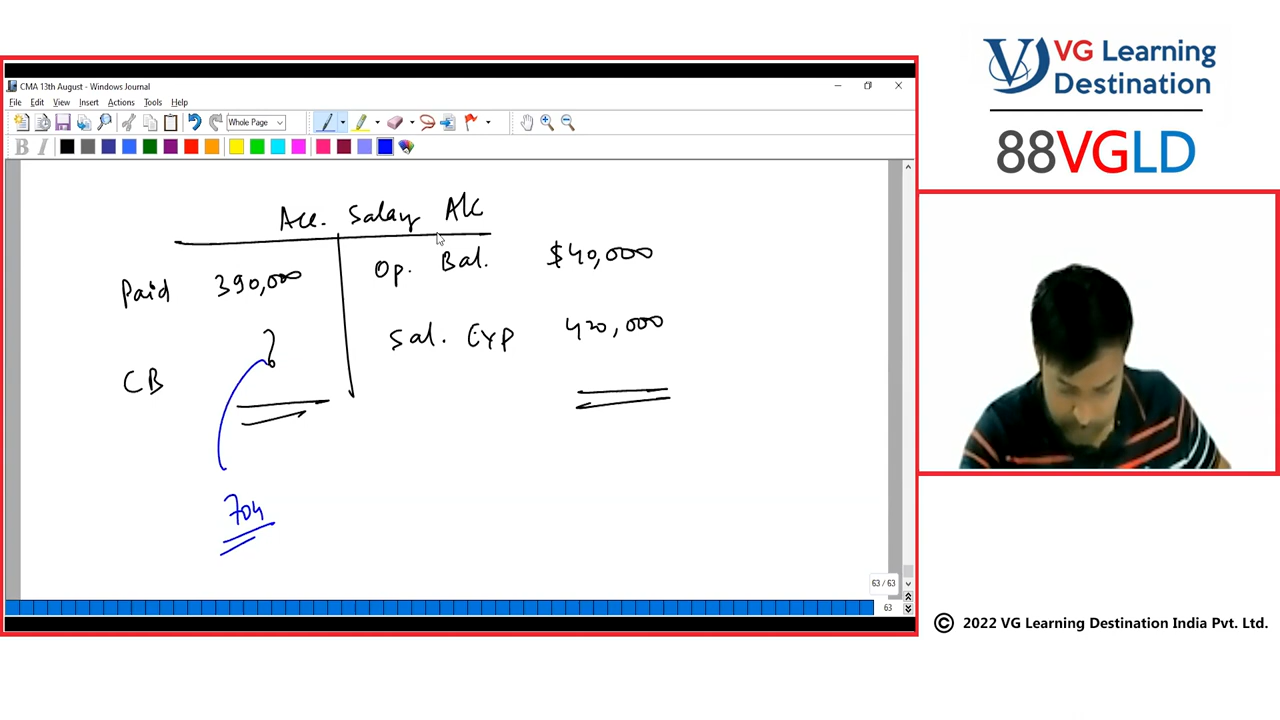 CMA 13th August - Windows Journal
File Edit View Insert Actions Tools Help
Whole Page
B I
Acc. Salary A/c
Paid 390,000 Op. Bal. $40,000
? Sal. Exp 420,000
CB
70k
63 / 63
63
VG Learning
Destination
88VGLD
© 2022 VG Learning Destination India Pvt. Ltd.